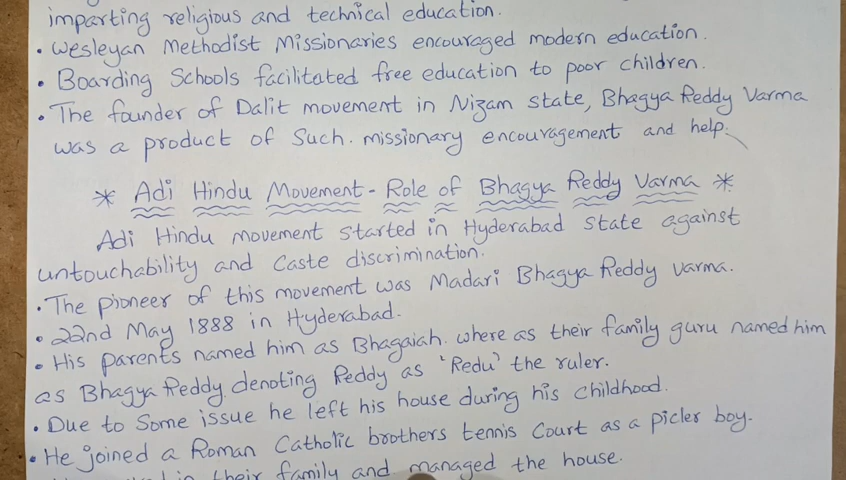 imparting religious and technical education.
• Wesleyan Methodist Missionaries encouraged modern education.
• Boarding Schools facilitated free education to poor children.
• The founder of Dalit movement in Nizam State, Bhagya Reddy Varma
was a product of Such. missionary encouragement and help.
* Adi Hindu Movement - Role of Bhagya Reddy Varma *
Adi Hindu movement started in Hyderabad State against
untouchability and Caste discrimination.
• The pioneer of this movement was Madari Bhagya Reddy varma.
• 22nd May 1888 in Hyderabad.
• His parents named him as Bhagaiah. where as their family guru named him
as Bhagya Reddy denoting Reddy as 'Redu' the ruler.
• Due to Some issue he left his house during his childhood.
• He joined a Roman Catholic brothers tennis Court as a picler boy.
in their family and managed the house.